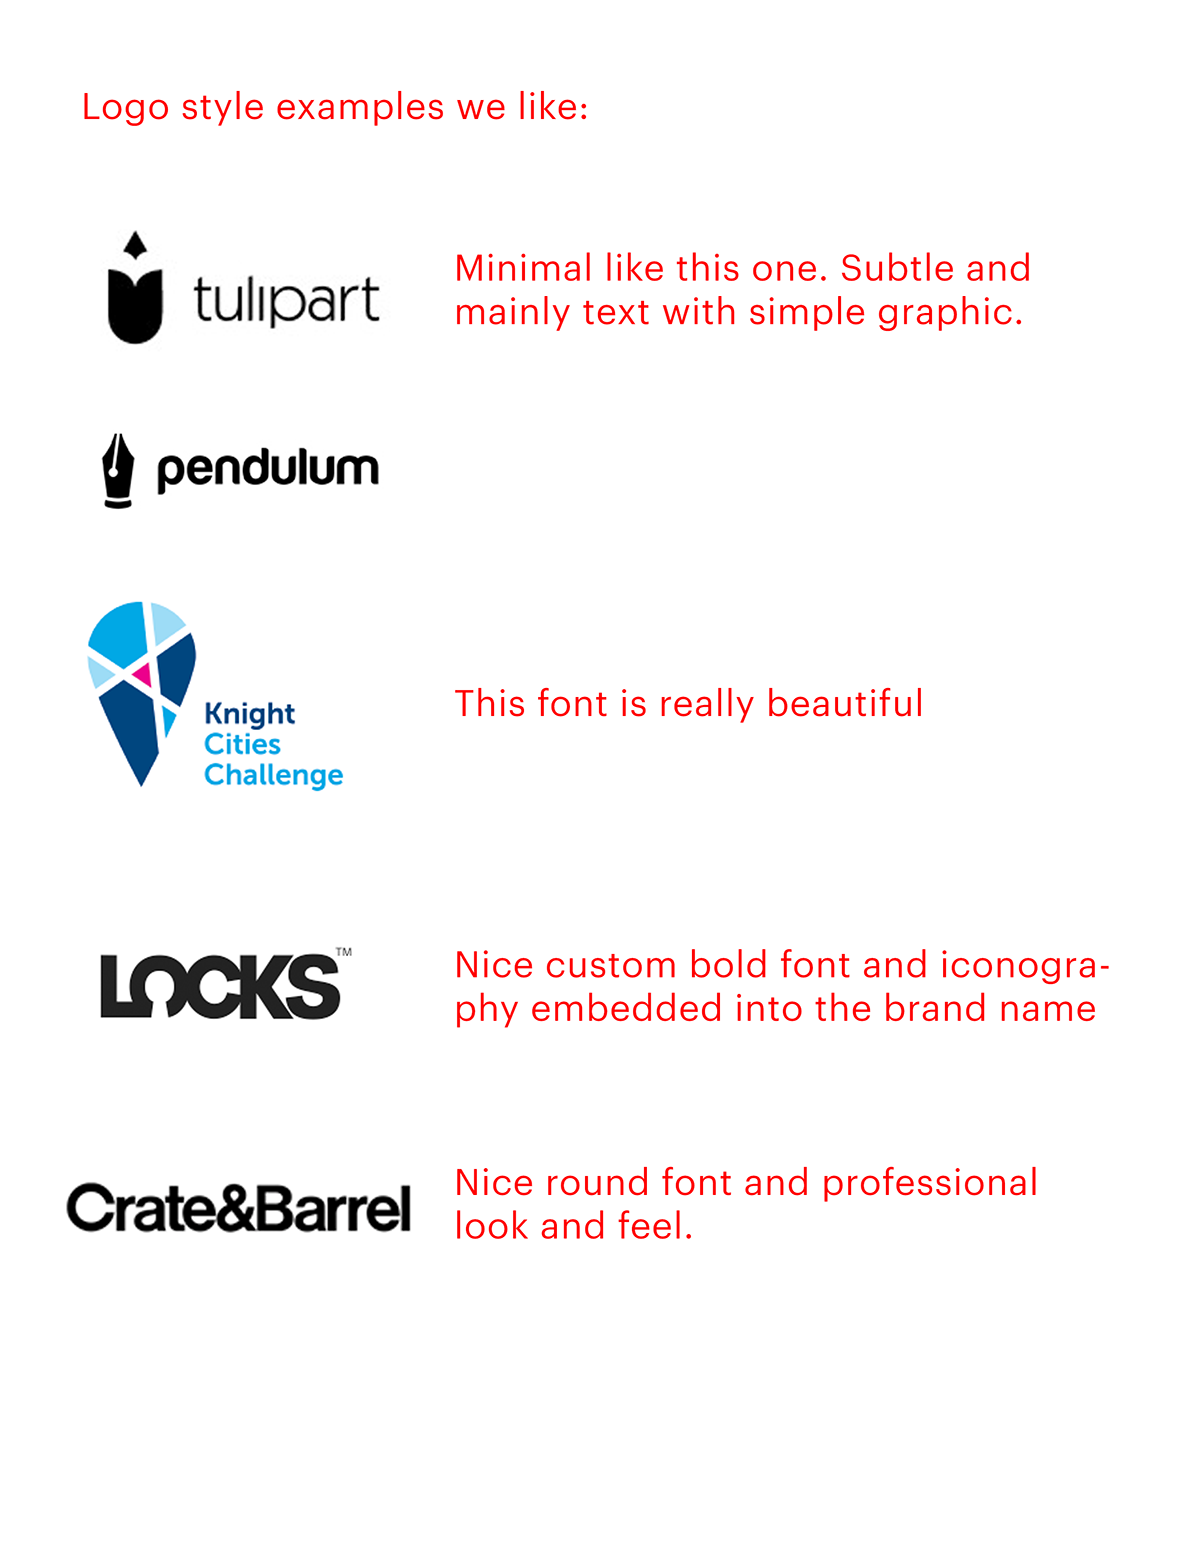 Logo style examples we like:
tulipart
Minimal like this one. Subtle and
mainly text with simple graphic.
pendulum
Knight
Cities
Challenge
This font is really beautiful
LOCKS™
Nice custom bold font and iconogra-
phy embedded into the brand name
Crate&Barrel
Nice round font and professional
look and feel.